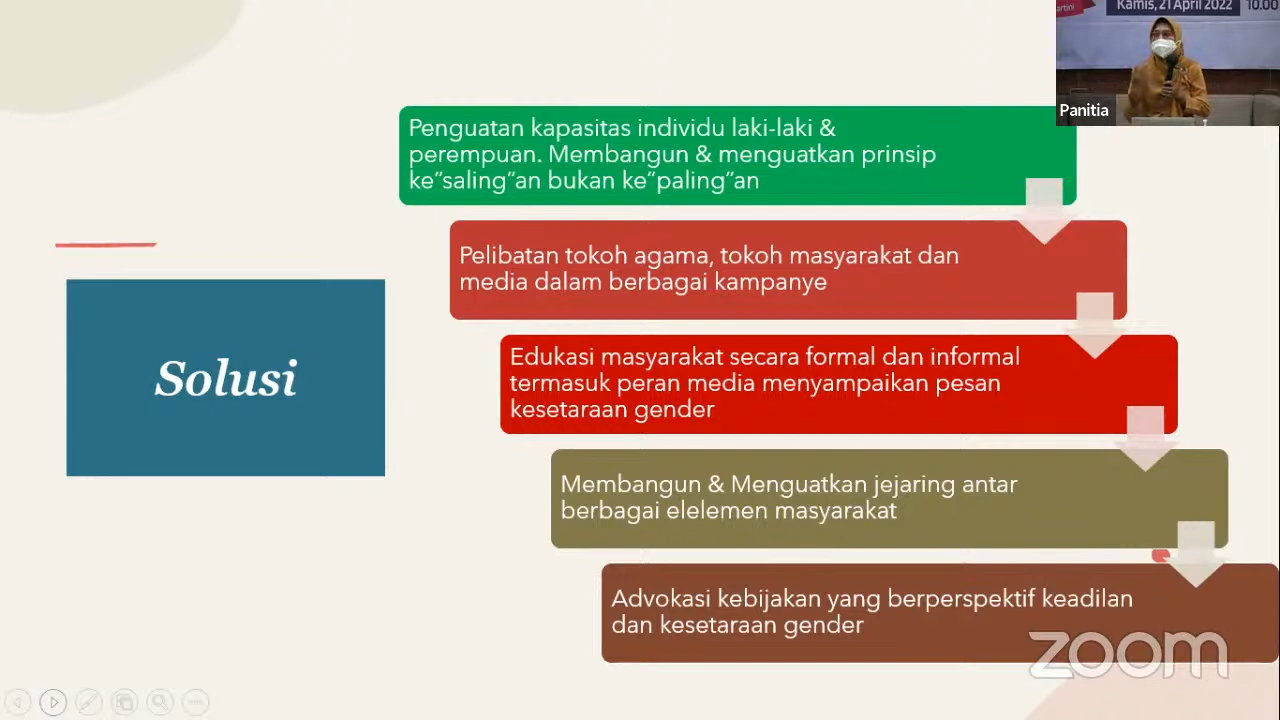 artini
Kamis, 21 April 2022
10.00
Panitia
Penguatan kapasitas individu laki-laki &
perempuan. Membangun & menguatkan prinsip
ke”saling”an bukan ke”paling”an
Pelibatan tokoh agama, tokoh masyarakat dan
media dalam berbagai kampanye
Edukasi masyarakat secara formal dan informal
termasuk peran media menyampaikan pesan
kesetaraan gender
Solusi
Membangun & Menguatkan jejaring antar
berbagai elelemen masyarakat
Advokasi kebijakan yang berperspektif keadilan
dan kesetaraan gender
zoom